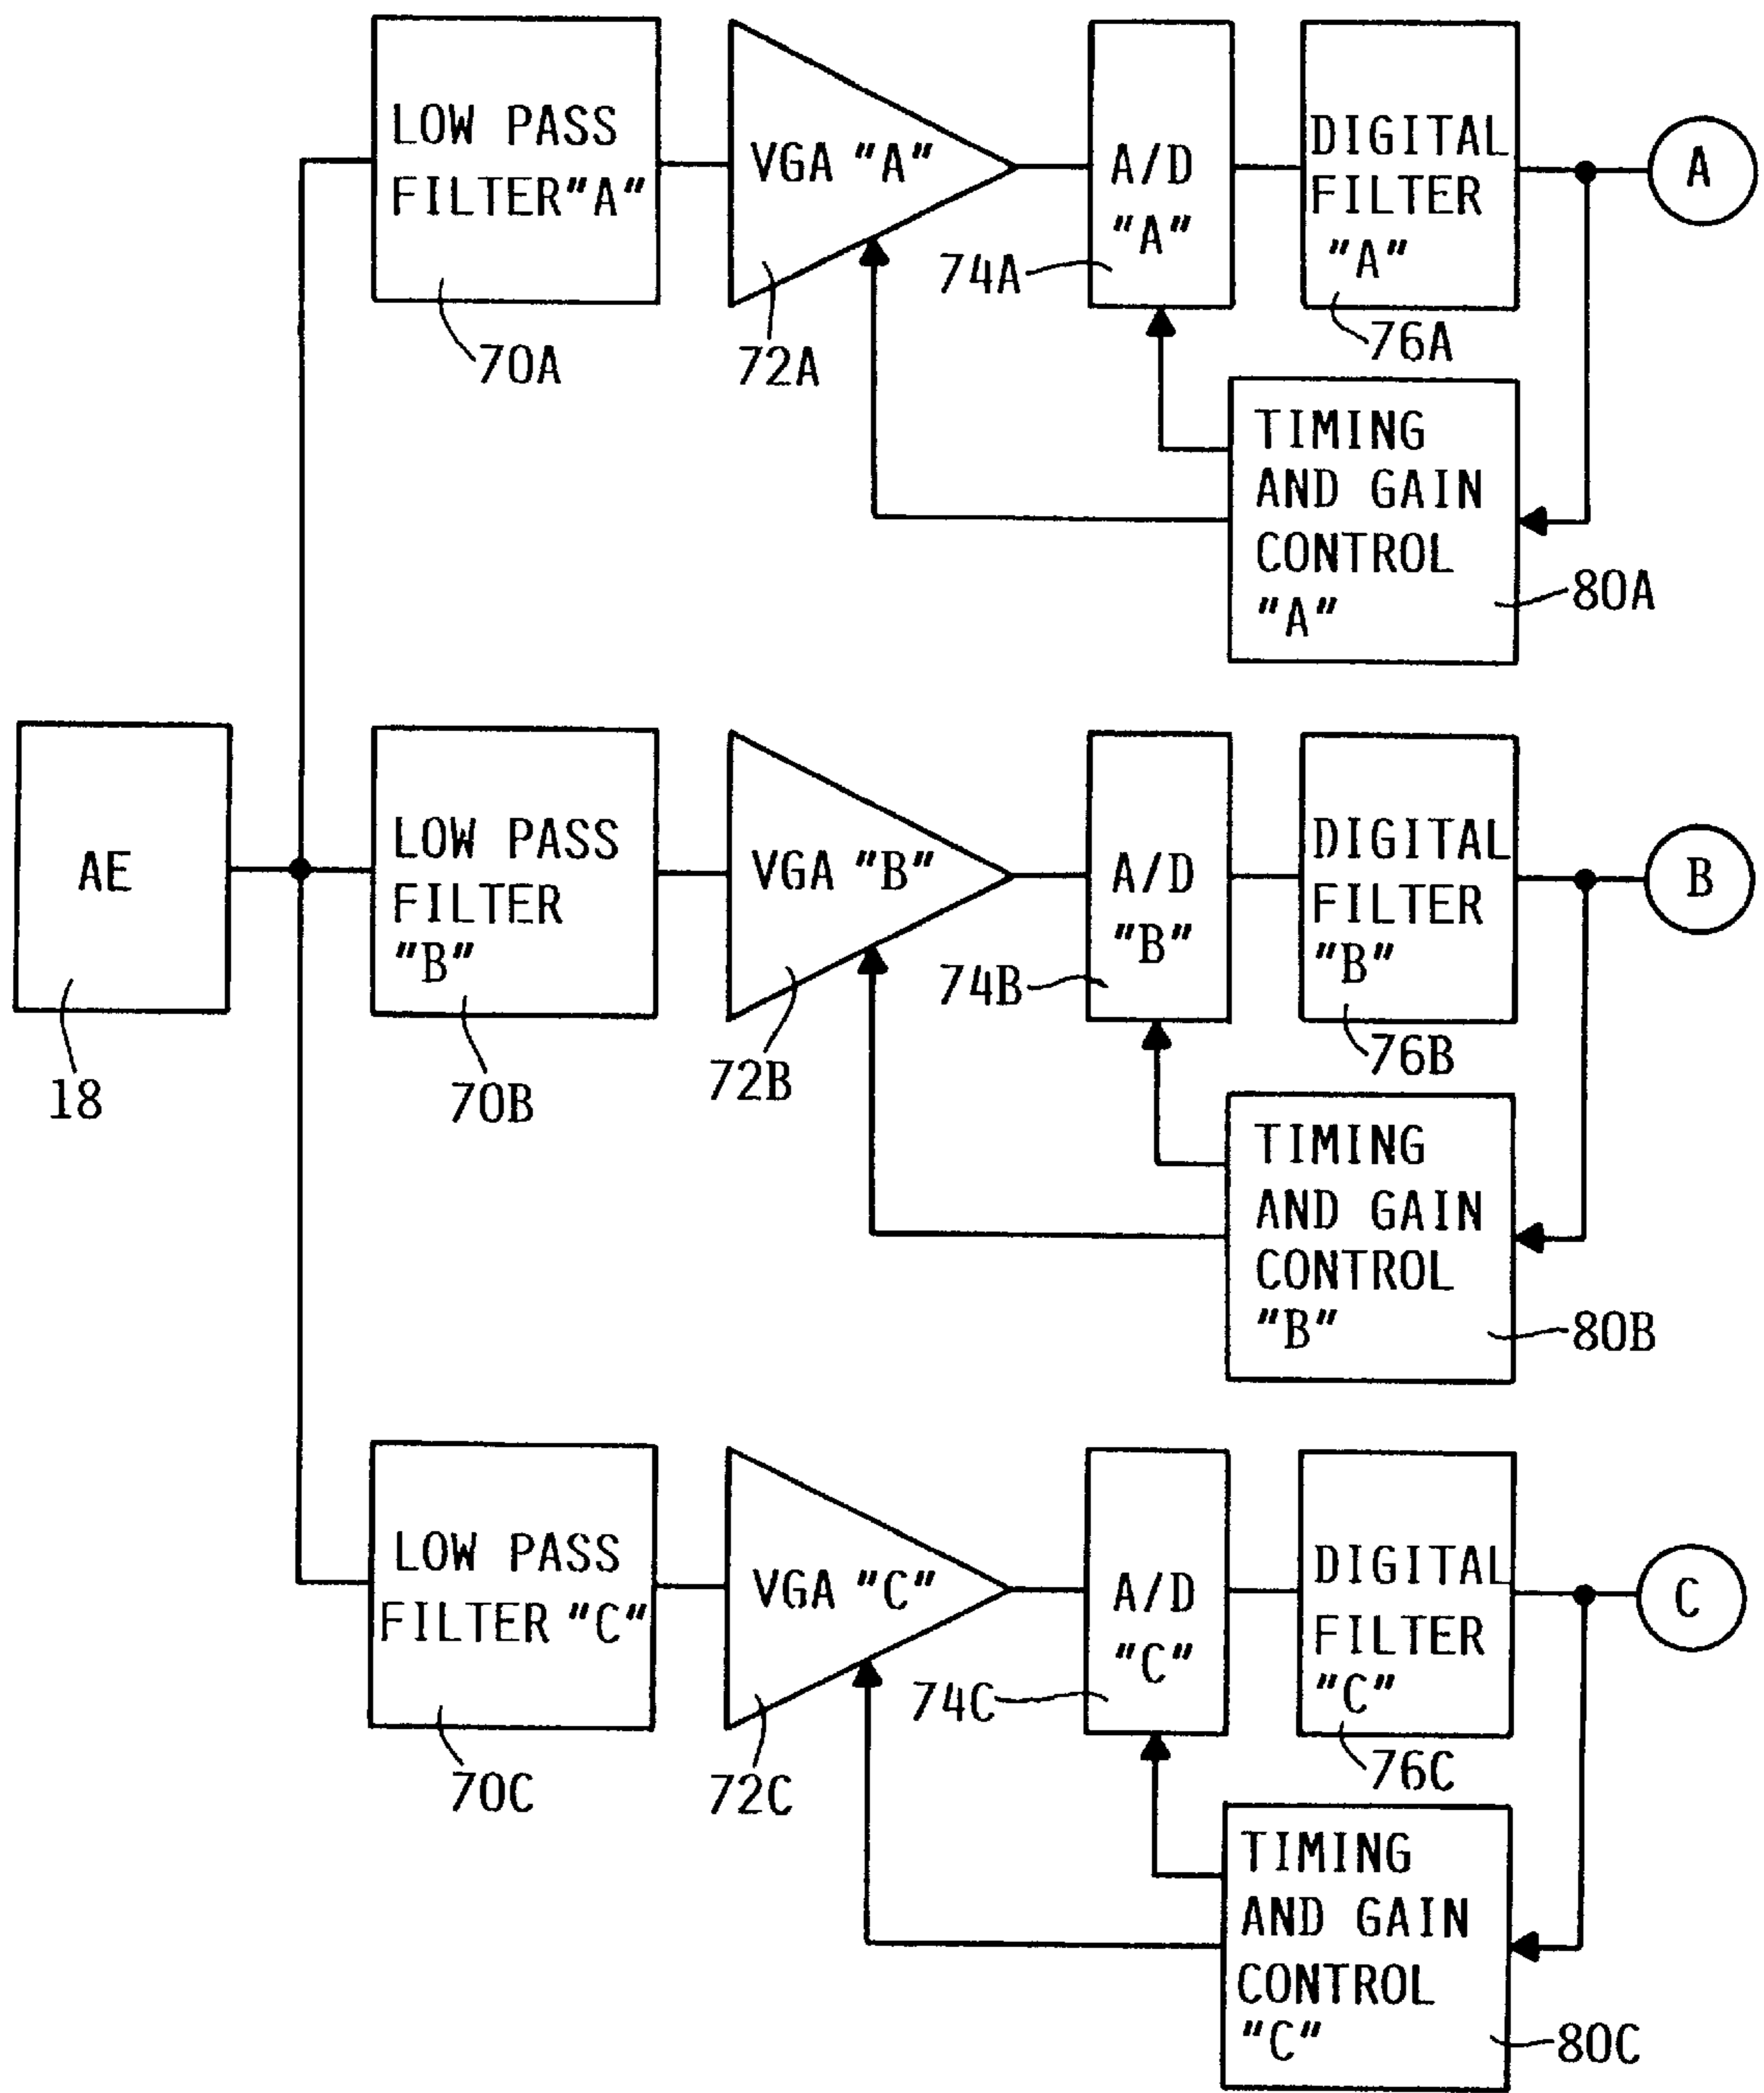 LOW PASS
FILTER"A"
70A
VGA "A"
72A
A/D
"A"
74A
DIGITAL
FILTER
"A"
76A
A
TIMING
AND GAIN
CONTROL
"A"
80A
AE
18
LOW PASS
FILTER
"B"
70B
VGA "B"
72B
A/D
"B"
74B
DIGITAL
FILTER
"B"
76B
B
TIMING
AND GAIN
CONTROL
"B"
80B
LOW PASS
FILTER "C"
70C
VGA "C"
72C
A/D
"C"
74C
DIGITAL
FILTER
"C"
76C
C
TIMING
AND GAIN
CONTROL
"C"
80C